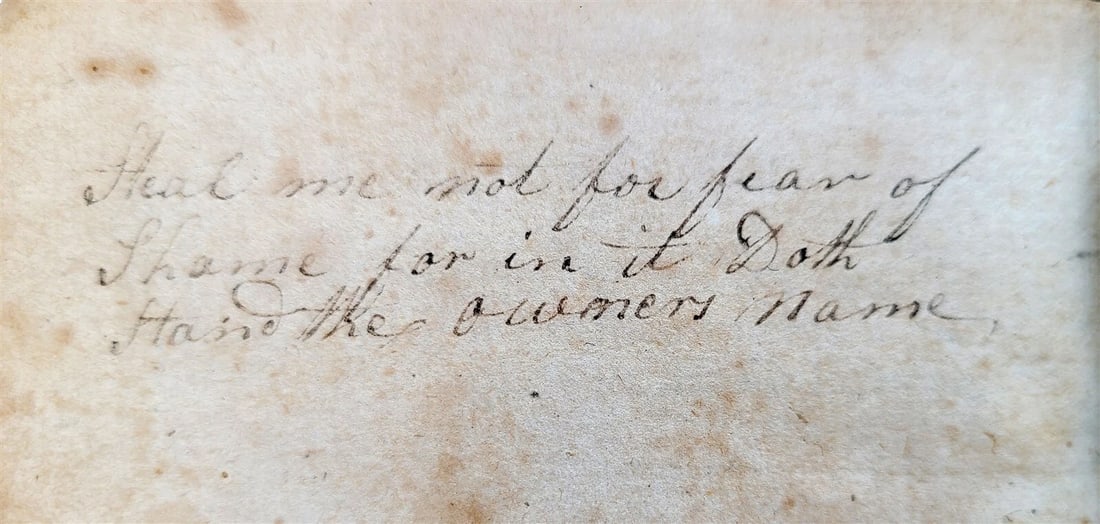 Steal me not for fear of
Shame for in it Doth
Stand the owners name